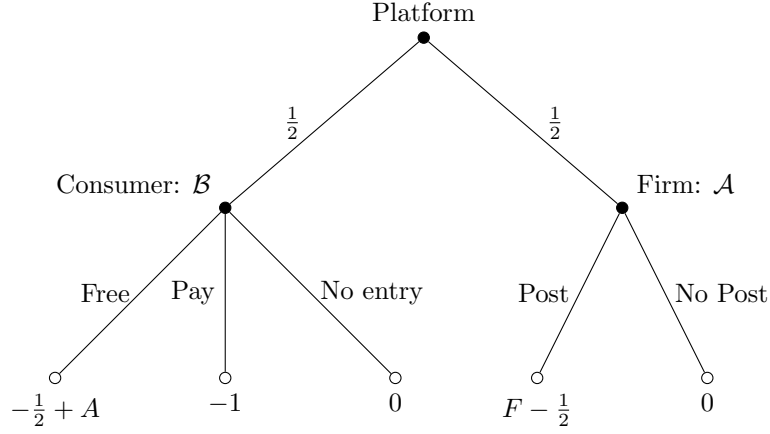 Platform
½ ½
Consumer: ℬ Firm: 𝒜
Free Pay No entry Post No Post
−½ + A −1 0 F − ½ 0